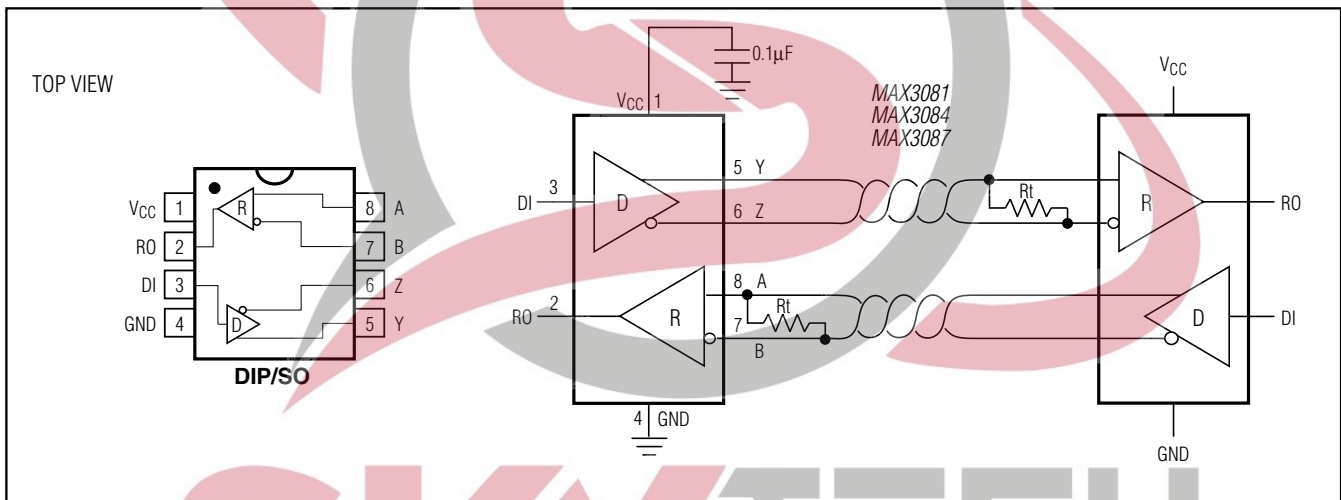 TOP VIEW
VCC 1
RO 2
DI 3
GND 4
8 A
7 B
6 Z
5 Y
R
D
DIP/SO
0.1µF
VCC 1
MAX3081
MAX3084
MAX3087
VCC
DI 3
D
5 Y
6 Z
Rt
R
RO
RO 2
R
8 A
7
B
Rt
D
DI
4 GND
GND
SKYTECH